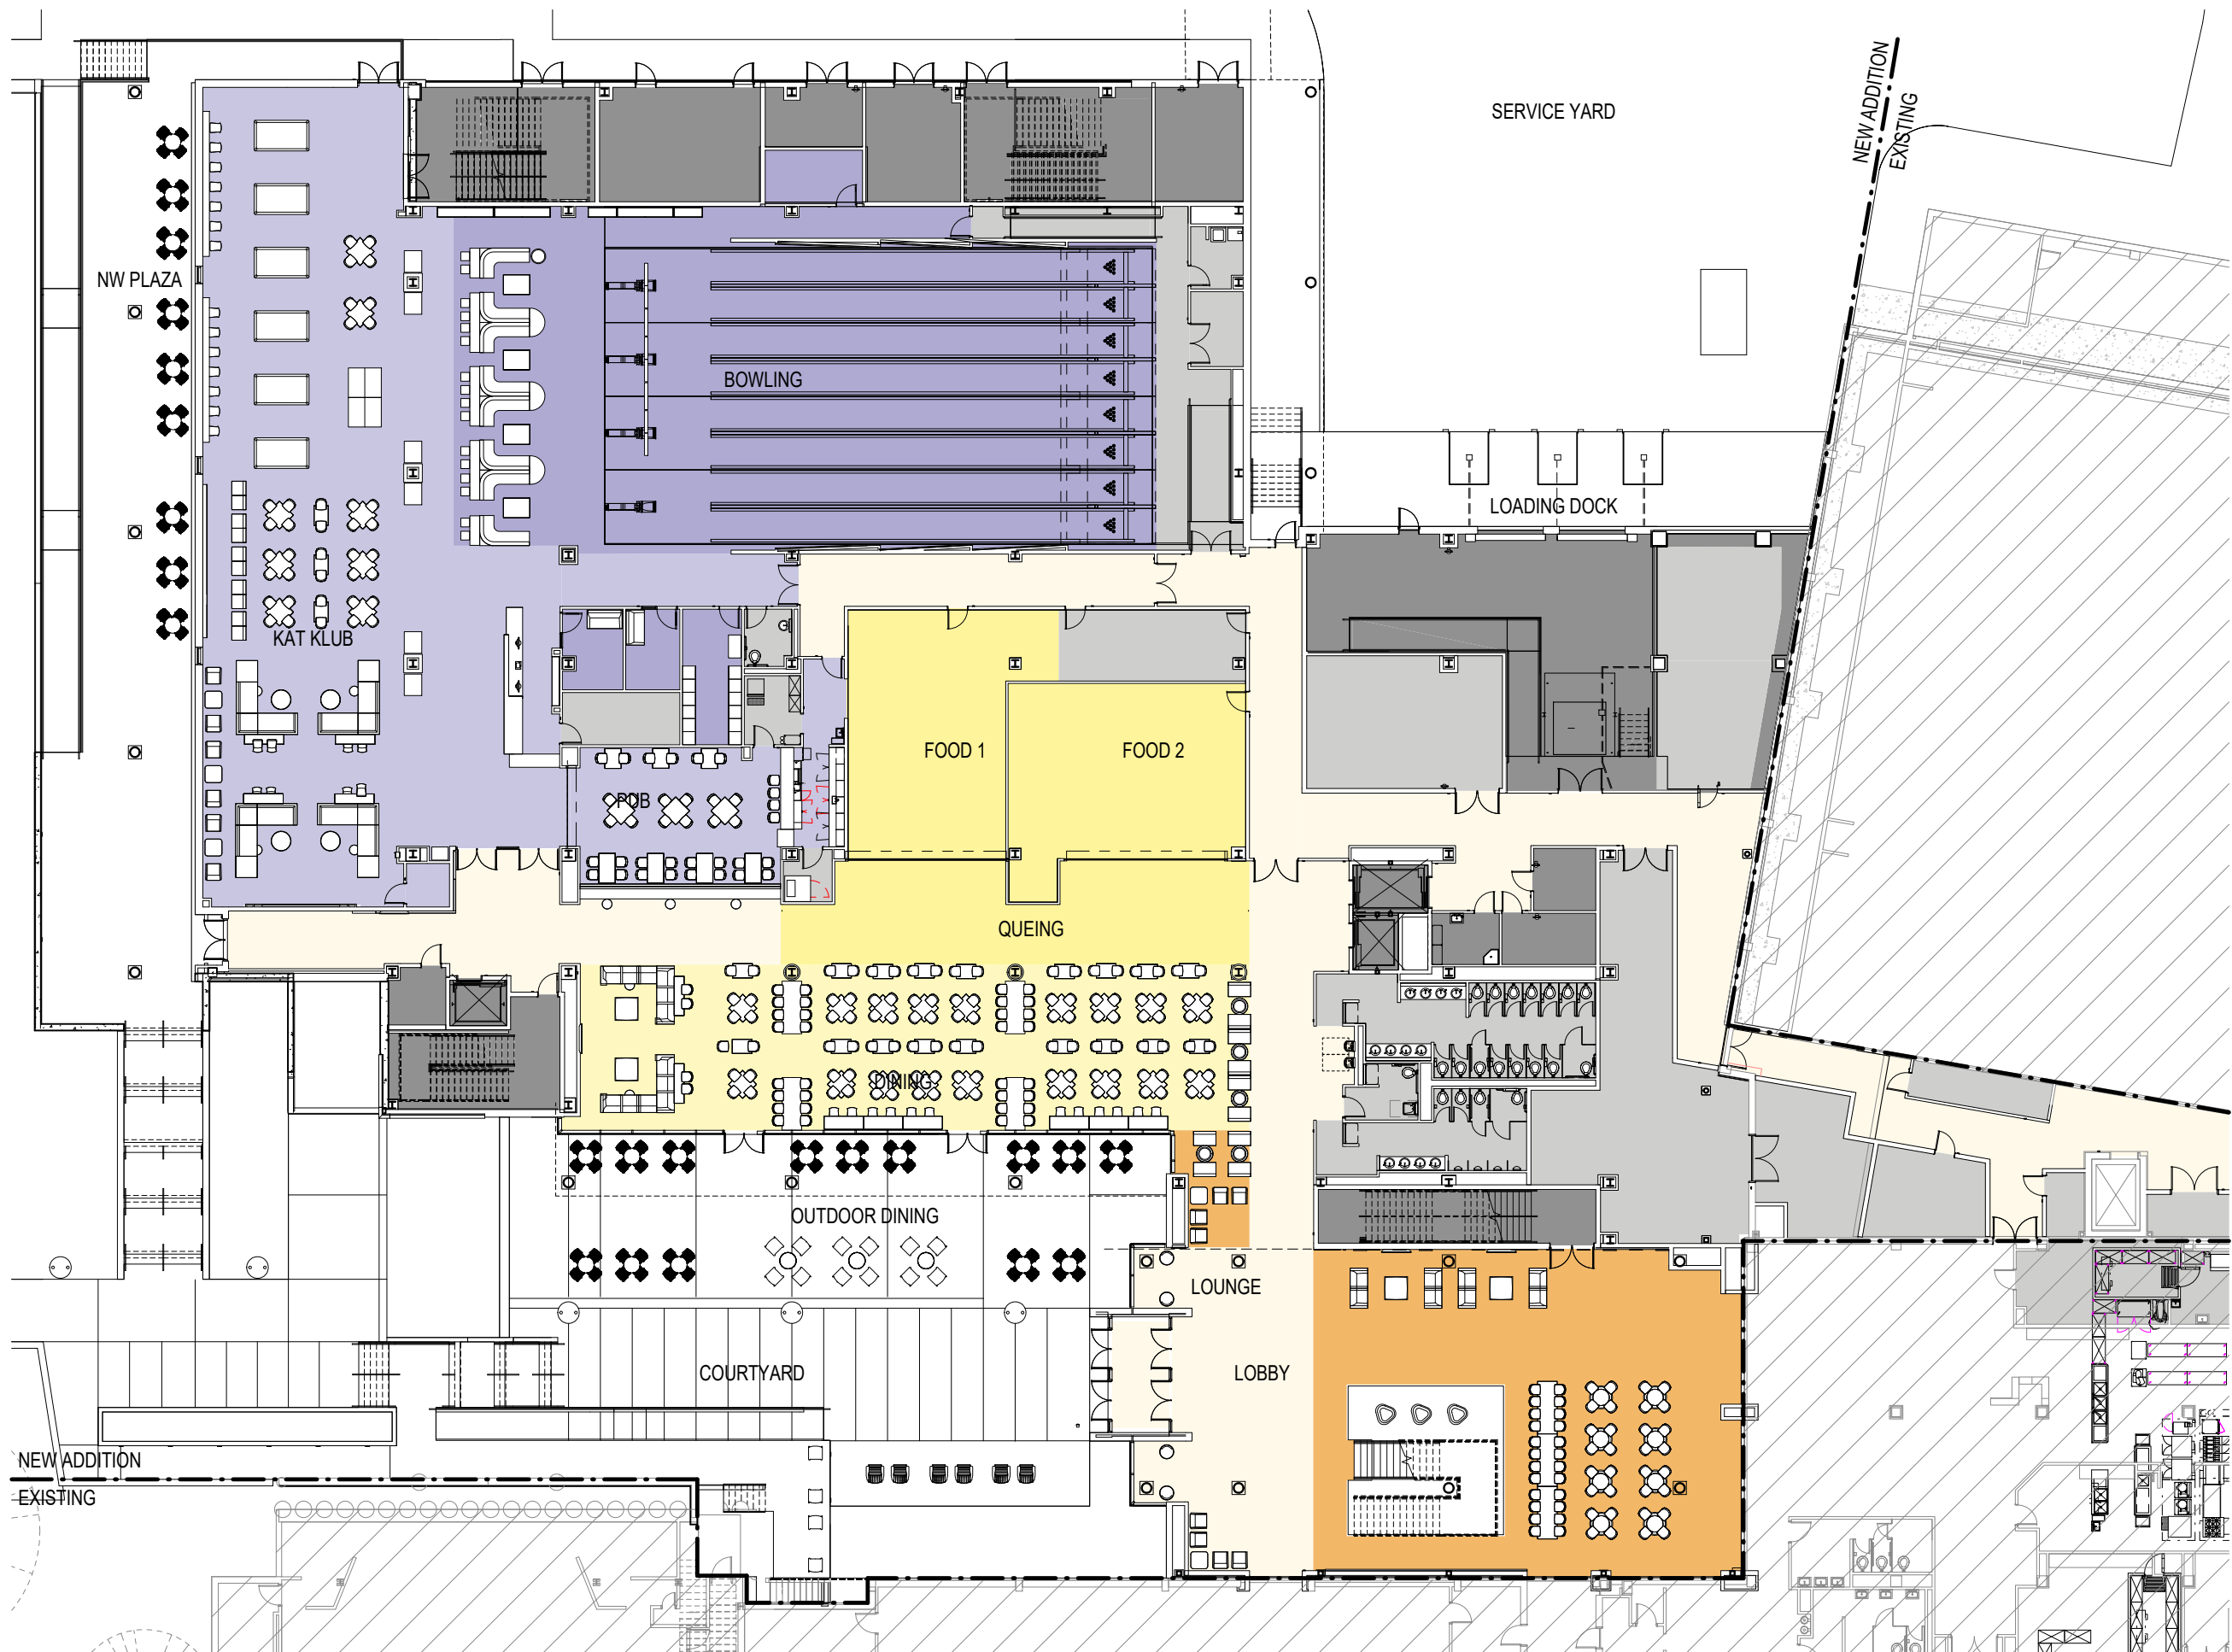 NEW ADDITION
EXISTING
SERVICE YARD
NW PLAZA
BOWLING
LOADING DOCK
KAT KLUB
FOOD 1
FOOD 2
PUB
QUEING
DINING
OUTDOOR DINING
LOUNGE
COURTYARD
LOBBY
NEW ADDITION
EXISTING